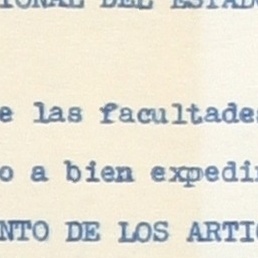 IONAL DEL ESTADO
e las facultades
o a bien expedir
NTO DE LOS ARTIC